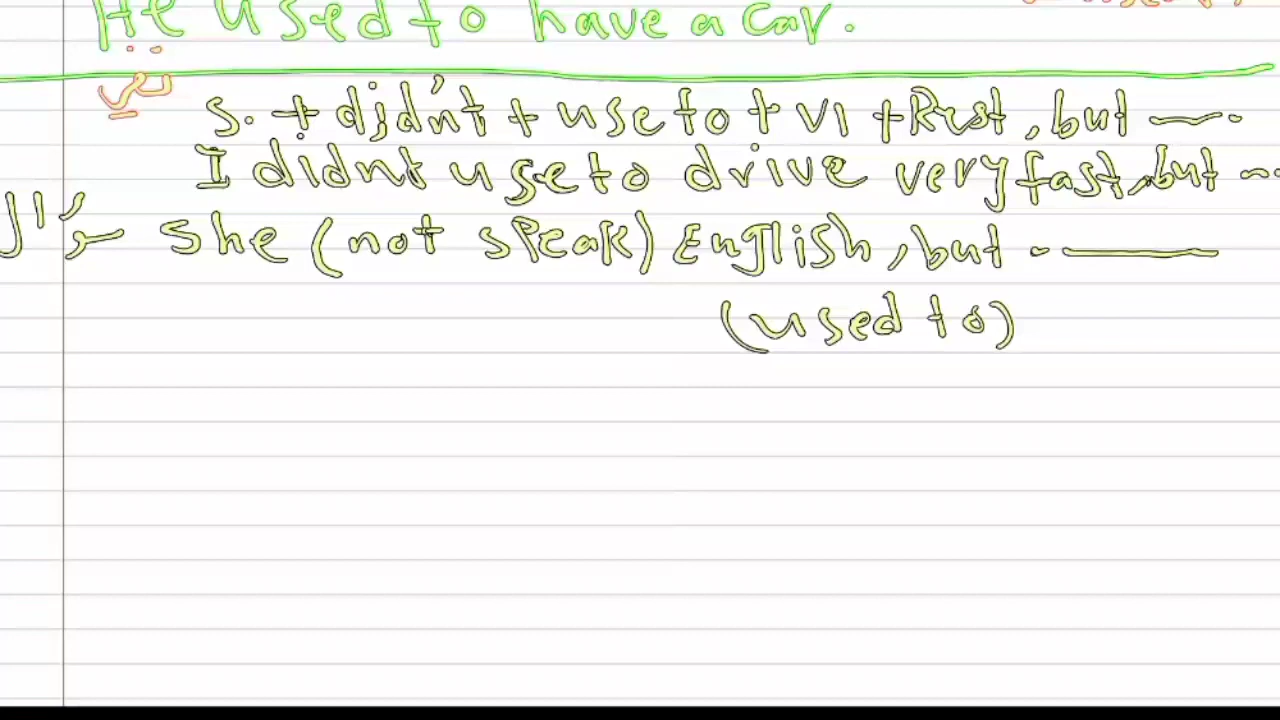 He used to have a car.
نفي S. + didn't + use to + V1 + Rest, but
I didnt use to drive very fast, but
She (not speak) English, but
(used to)